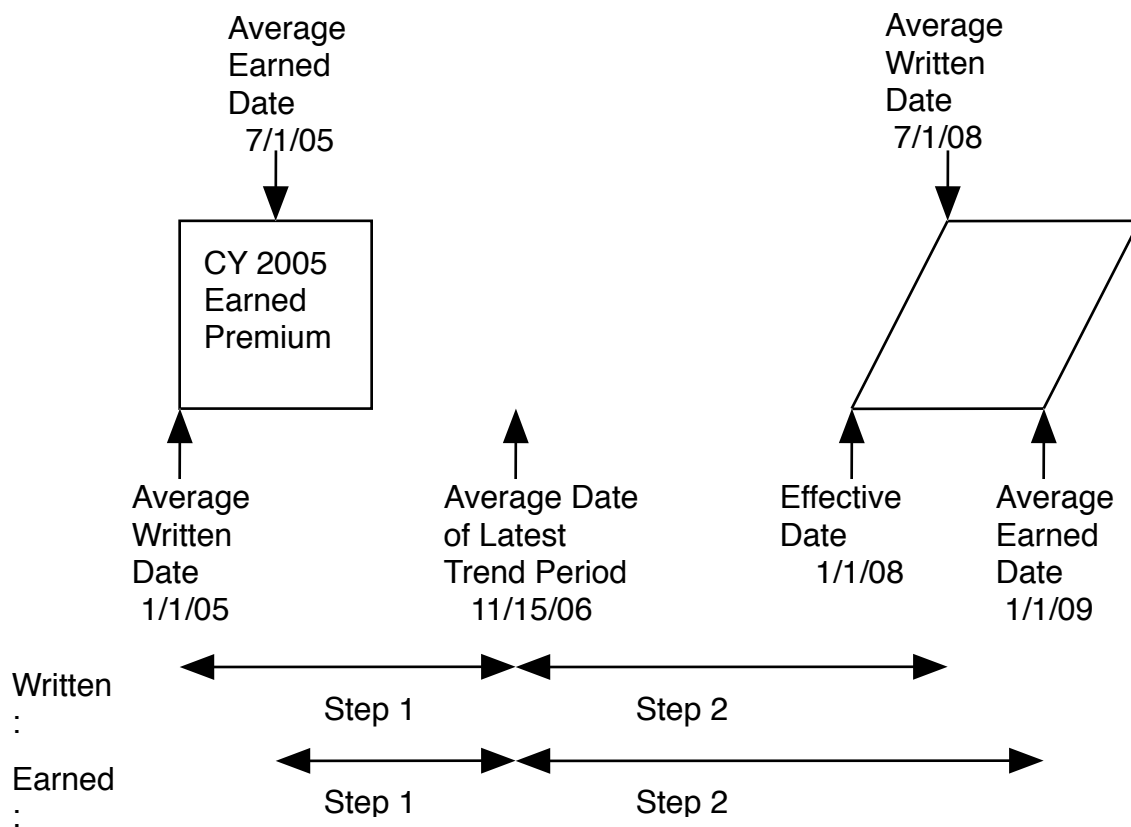 Average
Earned
Date
7/1/05
Average
Written
Date
7/1/08
CY 2005
Earned
Premium
Average
Written
Date
1/1/05
Average Date
of Latest
Trend Period
11/15/06
Effective
Date
1/1/08
Average
Earned
Date
1/1/09
Written
:
Step 1
Step 2
Earned
:
Step 1
Step 2